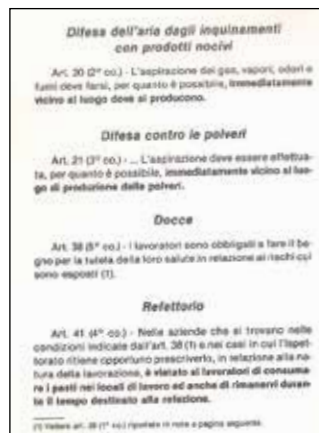 Difesa dell'aria dagli inquinamenti
con prodotti nocivi
Art. 20 (2° co.) - L'aspirazione dei gas, vapori, odori e
fumi deve farsi, per quanto è possibile, immediatamente
vicino al luogo dove si producono.
Difesa contro le polveri
Art. 21 (3° co.) - ... L'aspirazione deve essere effettua-
ta, per quanto è possibile, immediatamente vicino al luo-
go di produzione delle polveri.
Docce
Art. 38 (5° co.) - I lavoratori sono obbligati a fare il ba-
gno per la tutela della loro salute in relazione ai rischi cui
sono esposti (1).
Refettorio
Art. 41 (4° co.) - Nelle aziende che si trovano nelle
condizioni indicate dall'art. 38 (1) e nei casi in cui l'Ispet-
torato ritiene opportuno prescriverlo, in relazione alla na-
tura della lavorazione, è vietato ai lavoratori di consuma-
re i pasti nei locali di lavoro ed anche di rimanervi duran-
te il tempo destinato alla refezione.
(1) Vedere art. 38 (1° co.) riportato in nota a pagina seguente.